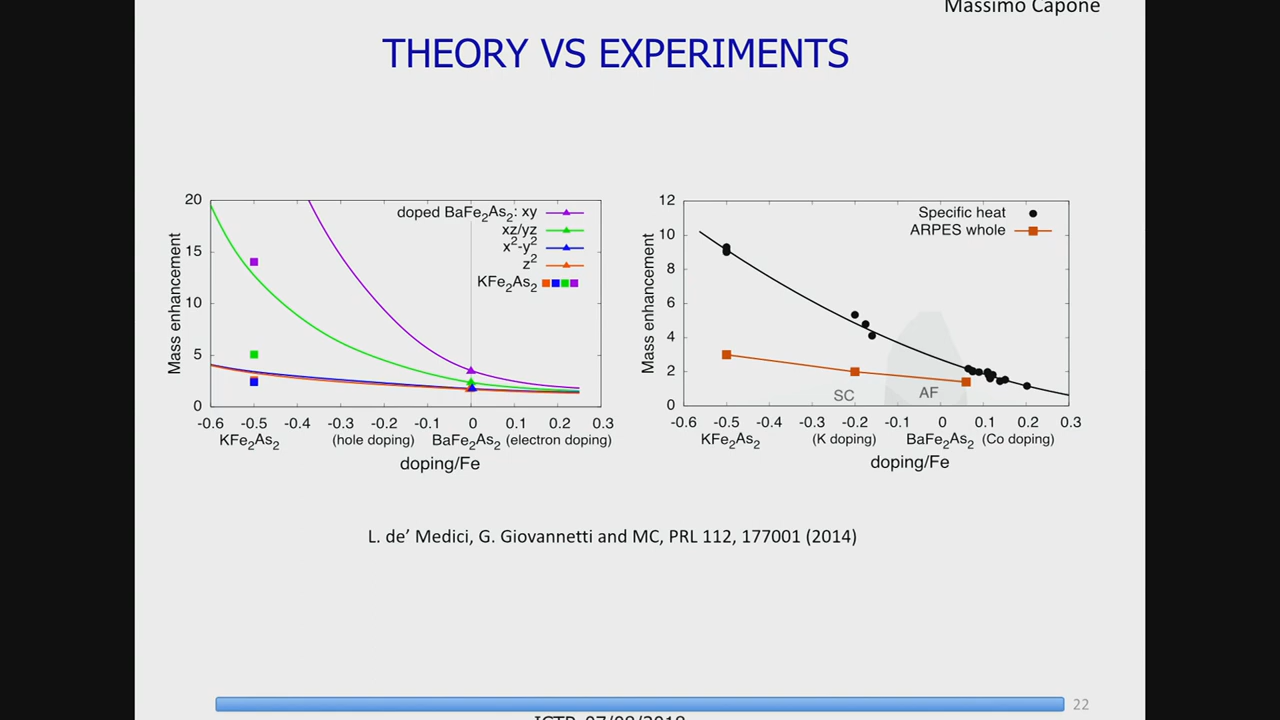 Massimo Capone
THEORY VS EXPERIMENTS
20
15
10
5
0
Mass enhancement
doped BaFe₂As₂: xy
xz/yz
x²-y²
z²
KFe₂As₂
-0.6 -0.5 -0.4 -0.3 -0.2 -0.1 0 0.1 0.2 0.3
KFe₂As₂ (hole doping) BaFe₂As₂ (electron doping)
doping/Fe
12
10
8
6
4
2
0
Mass enhancement
Specific heat
ARPES whole
SC AF
-0.6 -0.5 -0.4 -0.3 -0.2 -0.1 0 0.1 0.2 0.3
KFe₂As₂ (K doping) BaFe₂As₂ (Co doping)
doping/Fe
L. de’ Medici, G. Giovannetti and MC, PRL 112, 177001 (2014)
22
ICTP, 07/08/2018